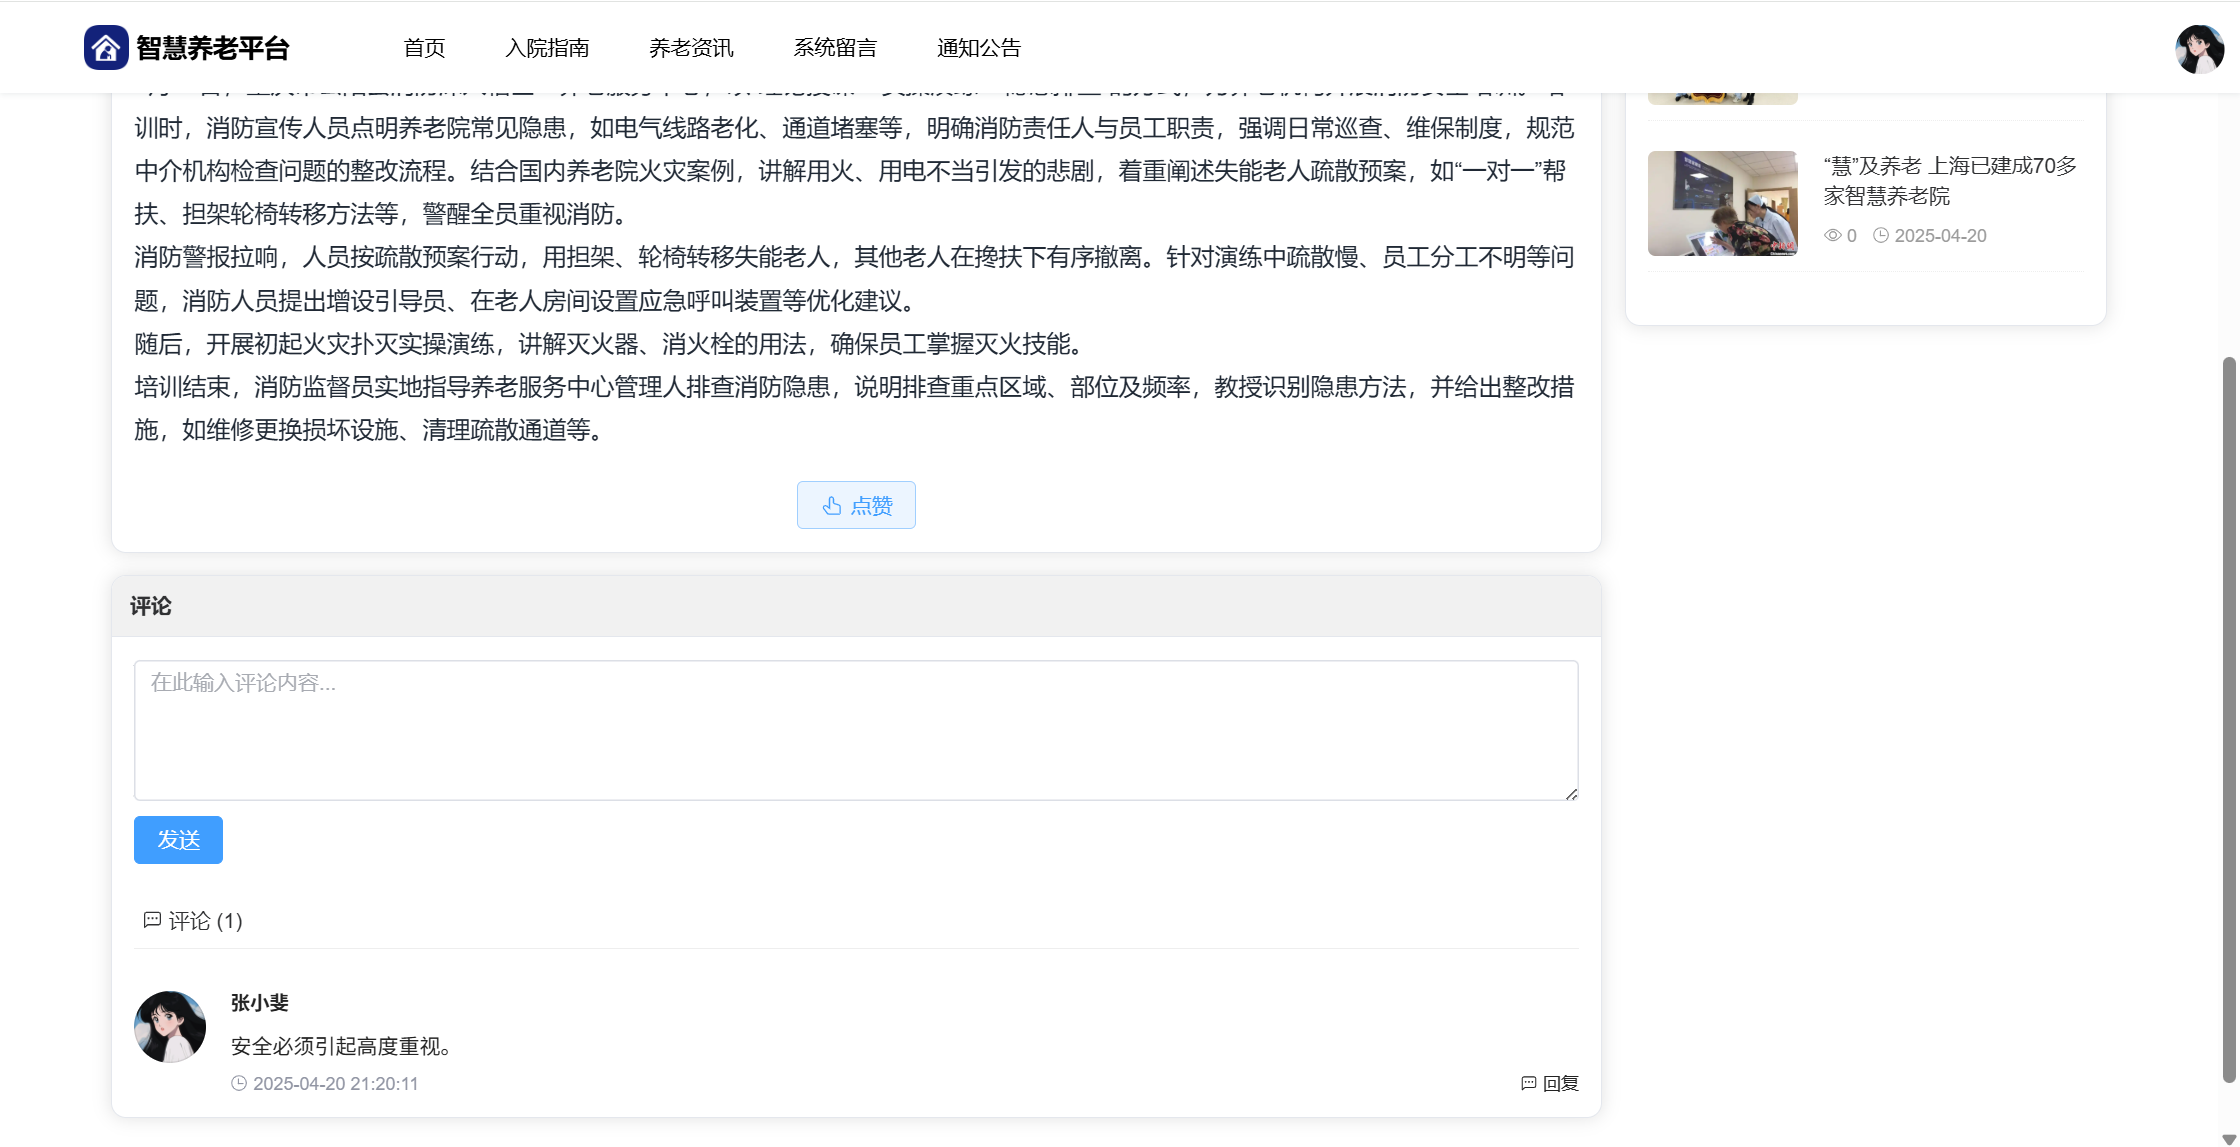 智慧养老平台
首页
入院指南
养老资讯
系统留言
通知公告
训时，消防宣传人员点明养老院常见隐患，如电气线路老化、通道堵塞等，明确消防责任人与员工职责，强调日常巡查、维保制度，规范
中介机构检查问题的整改流程。结合国内养老院火灾案例，讲解用火、用电不当引发的悲剧，着重阐述失能老人疏散预案，如“一对一”帮
扶、担架轮椅转移方法等，警醒全员重视消防。
消防警报拉响，人员按疏散预案行动，用担架、轮椅转移失能老人，其他老人在搀扶下有序撤离。针对演练中疏散慢、员工分工不明等问
题，消防人员提出增设引导员、在老人房间设置应急呼叫装置等优化建议。
随后，开展初起火灾扑灭实操演练，讲解灭火器、消火栓的用法，确保员工掌握灭火技能。
培训结束，消防监督员实地指导养老服务中心管理人排查消防隐患，说明排查重点区域、部位及频率，教授识别隐患方法，并给出整改措
施，如维修更换损坏设施、清理疏散通道等。
点赞
“慧”及养老 上海已建成70多
家智慧养老院
0 2025-04-20
评论
在此输入评论内容...
发送
评论 (1)
张小斐
安全必须引起高度重视。
2025-04-20 21:20:11
回复